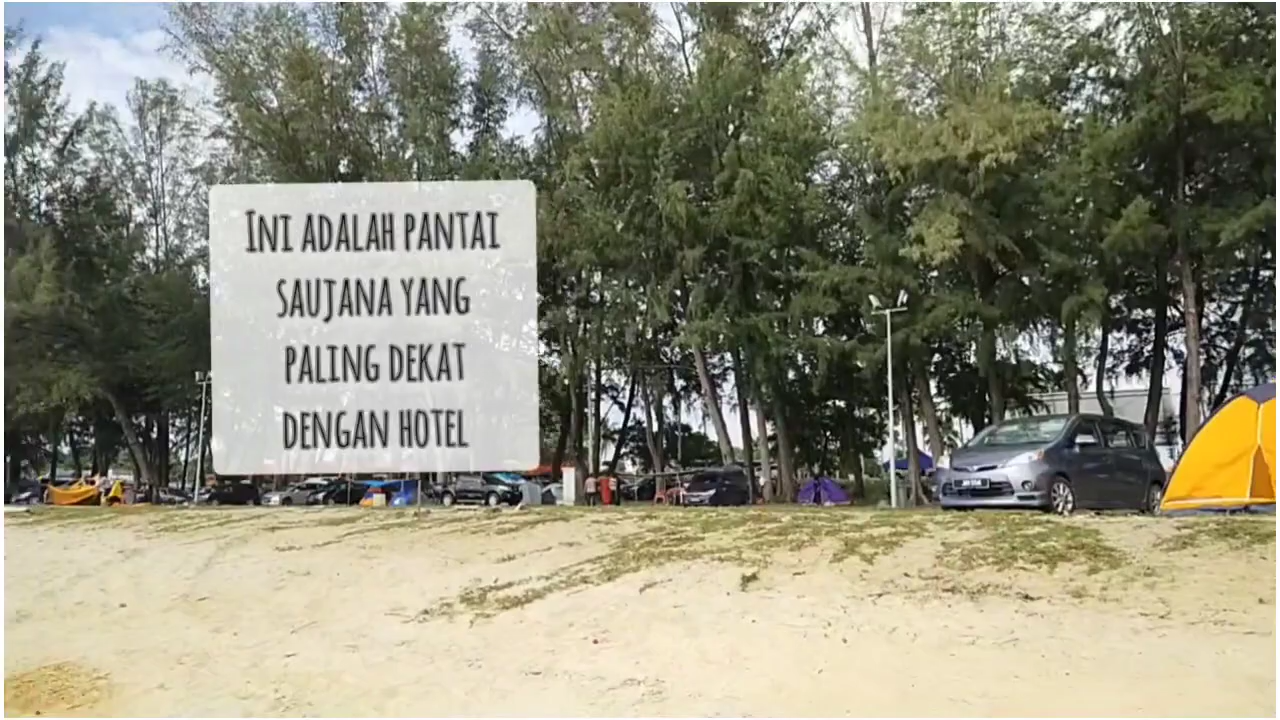 Ini adalah pantai
saujana yang
paling dekat
dengan hotel